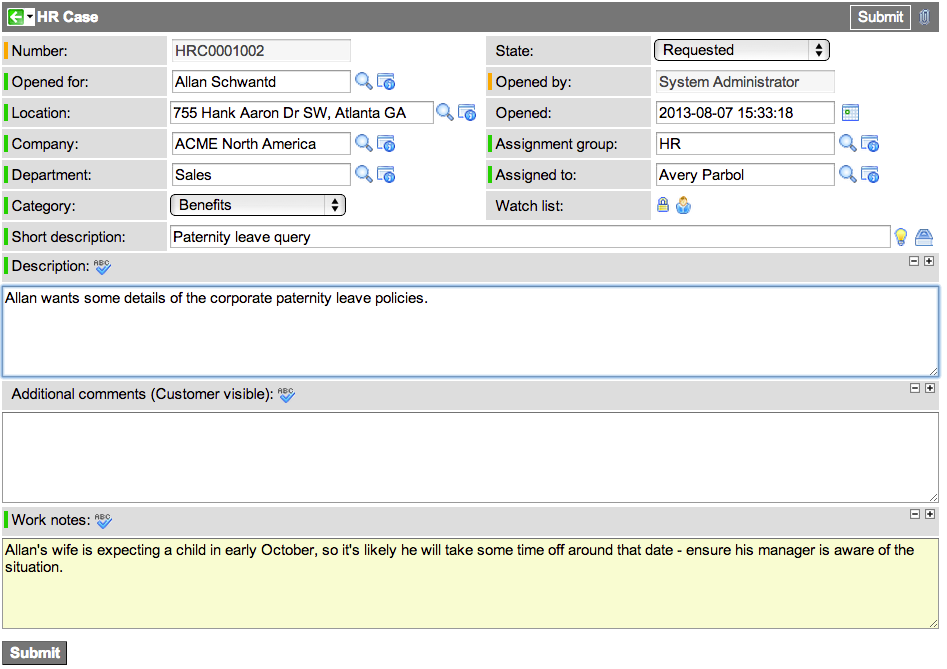 HR Case Submit
Number: HRC0001002 State: Requested
Opened for: Allan Schwantd Opened by: System Administrator
Location: 755 Hank Aaron Dr SW, Atlanta GA Opened: 2013-08-07 15:33:18
Company: ACME North America Assignment group: HR
Department: Sales Assigned to: Avery Parbol
Category: Benefits Watch list:
Short description: Paternity leave query
Description: ABC
Allan wants some details of the corporate paternity leave policies.
Additional comments (Customer visible): ABC
Work notes: ABC
Allan's wife is expecting a child in early October, so it's likely he will take some time off around that date - ensure his manager is aware of the
situation.
Submit